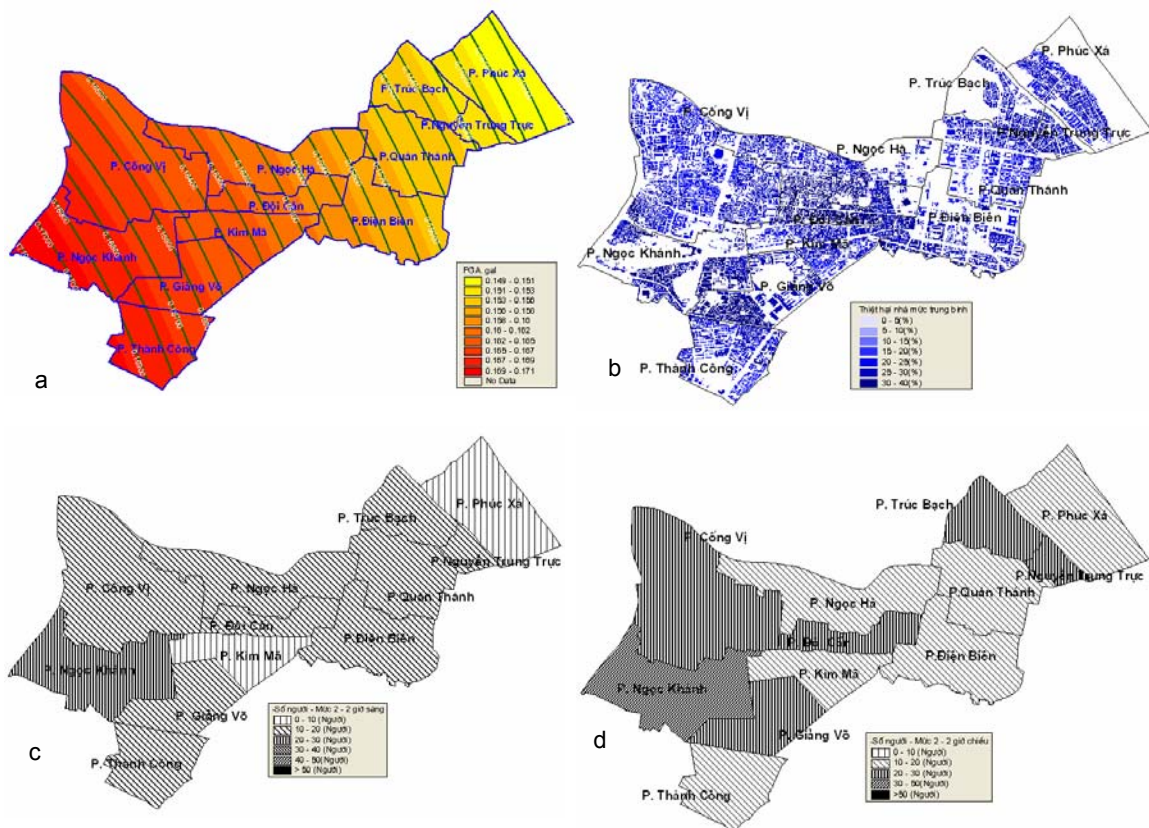 P. Phúc Xá
P. Trúc Bạch
P.Nguyễn Trung Trực
P. Cống Vị
P. Ngọc Hà
P.Quán Thánh
P. Đội Cấn
P.Điện Biên
P. Kim Mã
P. Ngọc Khánh
P. Giảng Võ
P. Thành Công
PGA, gal
0.149 - 0.151
0.151 - 0.153
0.153 - 0.156
0.156 - 0.158
0.158 - 0.16
0.16 - 0.162
0.162 - 0.165
0.165 - 0.167
0.167 - 0.169
0.169 - 0.171
No Data
a
P. Phúc Xá
P. Trúc Bạch
P. Cống Vị
P.Nguyễn Trung Trực
P. Ngọc Hà
P.Quán Thánh
P. Đội Cấn
P.Điện Biên
P. Kim Mã
P. Ngọc Khánh
P. Giảng Võ
P. Thành Công
Thiệt hại nhà mức trung bình
0 - 5(%)
5 - 10(%)
10 - 15(%)
15 - 20(%)
20 - 25(%)
25 - 30(%)
30 - 40(%)
b
P. Phúc Xá
P. Trúc Bạch
P.Nguyễn Trung Trực
P. Cống Vị
P. Ngọc Hà
P.Quán Thánh
P. Đội Cấn
P.Điện Biên
P. Kim Mã
P. Ngọc Khánh
P. Giảng Võ
P. Thành Công
-Số người - Mức 2 - 2 giờ sáng
0 - 10 (Người)
10 - 20 (Người)
20 - 30 (Người)
30 - 40 (Người)
40 - 50 (Người)
> 50 (Người)
c
P. Trúc Bạch
P. Phúc Xá
P. Cống Vị
P.Nguyễn Trung Trực
P.Quán Thánh
P. Ngọc Hà
P. Đội Cấn
P.Điện Biên
P. Kim Mã
P. Ngọc Khánh
P. Giảng Võ
P. Thành Công
-Số người - Mức 2 - 2 giờ chiều
0 - 10 (Người)
10 - 20 (Người)
20 - 30 (Người)
30 - 50(Người)
>50 (Người)
d